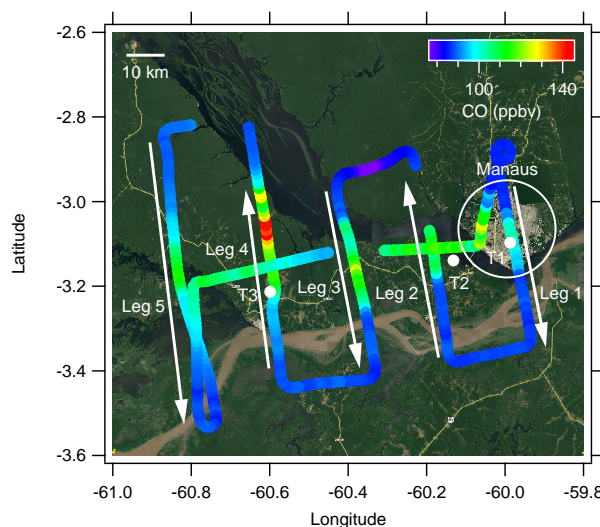 -2.6
10 km
100
140
CO (ppbv)
-2.8
Manaus
-3.0
Latitude
Leg 4
T1
-3.2
T2
T3
Leg 3
Leg 2
Leg 1
Leg 5
-3.4
-3.6
-61.0
-60.8
-60.6
-60.4
-60.2
-60.0
-59.8
Longitude